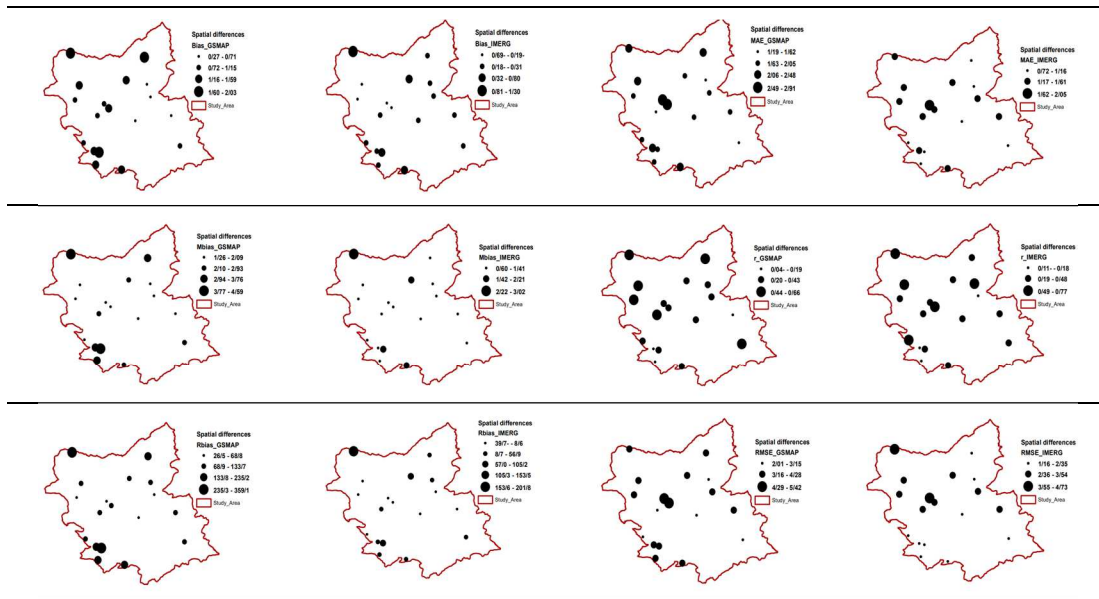 Spatial differences
Bias_GSMAP
0/27 - 0/71
0/72 - 1/15
1/16 - 1/59
1/60 - 2/03
Study_Area
Spatial differences
Bias_IMERG
0/69- -0/19-
0/18- - 0/31
0/32 - 0/80
0/81 - 1/30
Study_Area
Spatial differences
MAE_GSMAP
1/19 - 1/62
1/63 - 2/05
2/06 - 2/48
2/49 - 2/91
Study_Area
Spatial differences
MAE_IMERG
0/72 - 1/16
1/17 - 1/61
1/62 - 2/05
Study_Area
Spatial differences
Mbias_GSMAP
1/26 - 2/09
2/10 - 2/93
2/94 - 3/76
3/77 - 4/59
Study_Area
Spatial differences
Mbias_IMERG
0/60 - 1/41
1/42 - 2/21
2/22 - 3/02
Study_Area
Spatial differences
r_GSMAP
0/04- - 0/19
0/20 - 0/43
0/44 - 0/66
Study_Area
Spatial differences
r_IMERG
0/11- - 0/18
0/19 - 0/48
0/49 - 0/77
Study_Area
Spatial differences
Rbias_GSMAP
26/5 - 68/8
68/9 - 133/7
133/8 - 235/2
235/3 - 359/1
Study_Area
Spatial differences
Rbias_IMERG
39/7- - 8/6
8/7 - 56/9
57/0 - 105/2
105/3 - 153/5
153/6 - 201/8
Study_Area
Spatial differences
RMSE_GSMAP
2/01 - 3/15
3/16 - 4/28
4/29 - 5/42
Study_Area
Spatial differences
RMSE_IMERG
1/16 - 2/35
2/36 - 3/54
3/55 - 4/73
Study_Area